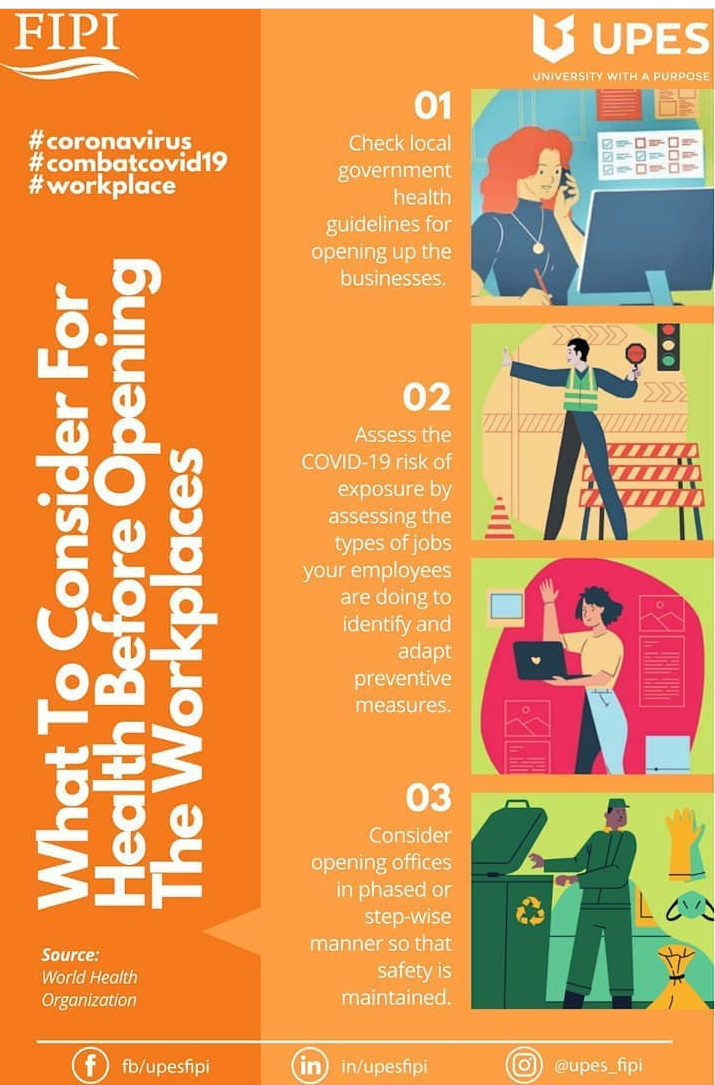 FIPI
UPES
UNIVERSITY WITH A PURPOSE
#coronavirus
#combatcovid19
#workplace
What To Consider For
Health Before Opening
The Workplaces
01
Check local
government
health
guidelines for
opening up the
businesses.
02
Assess the
COVID-19 risk of
exposure by
assessing the
types of jobs
your employees
are doing to
identify and
adapt
preventive
measures.
03
Consider
opening offices
in phased or
step-wise
manner so that
safety is
maintained.
Source:
World Health
Organization
fb/upesfipi
in/upesfipi
@upes_fipi